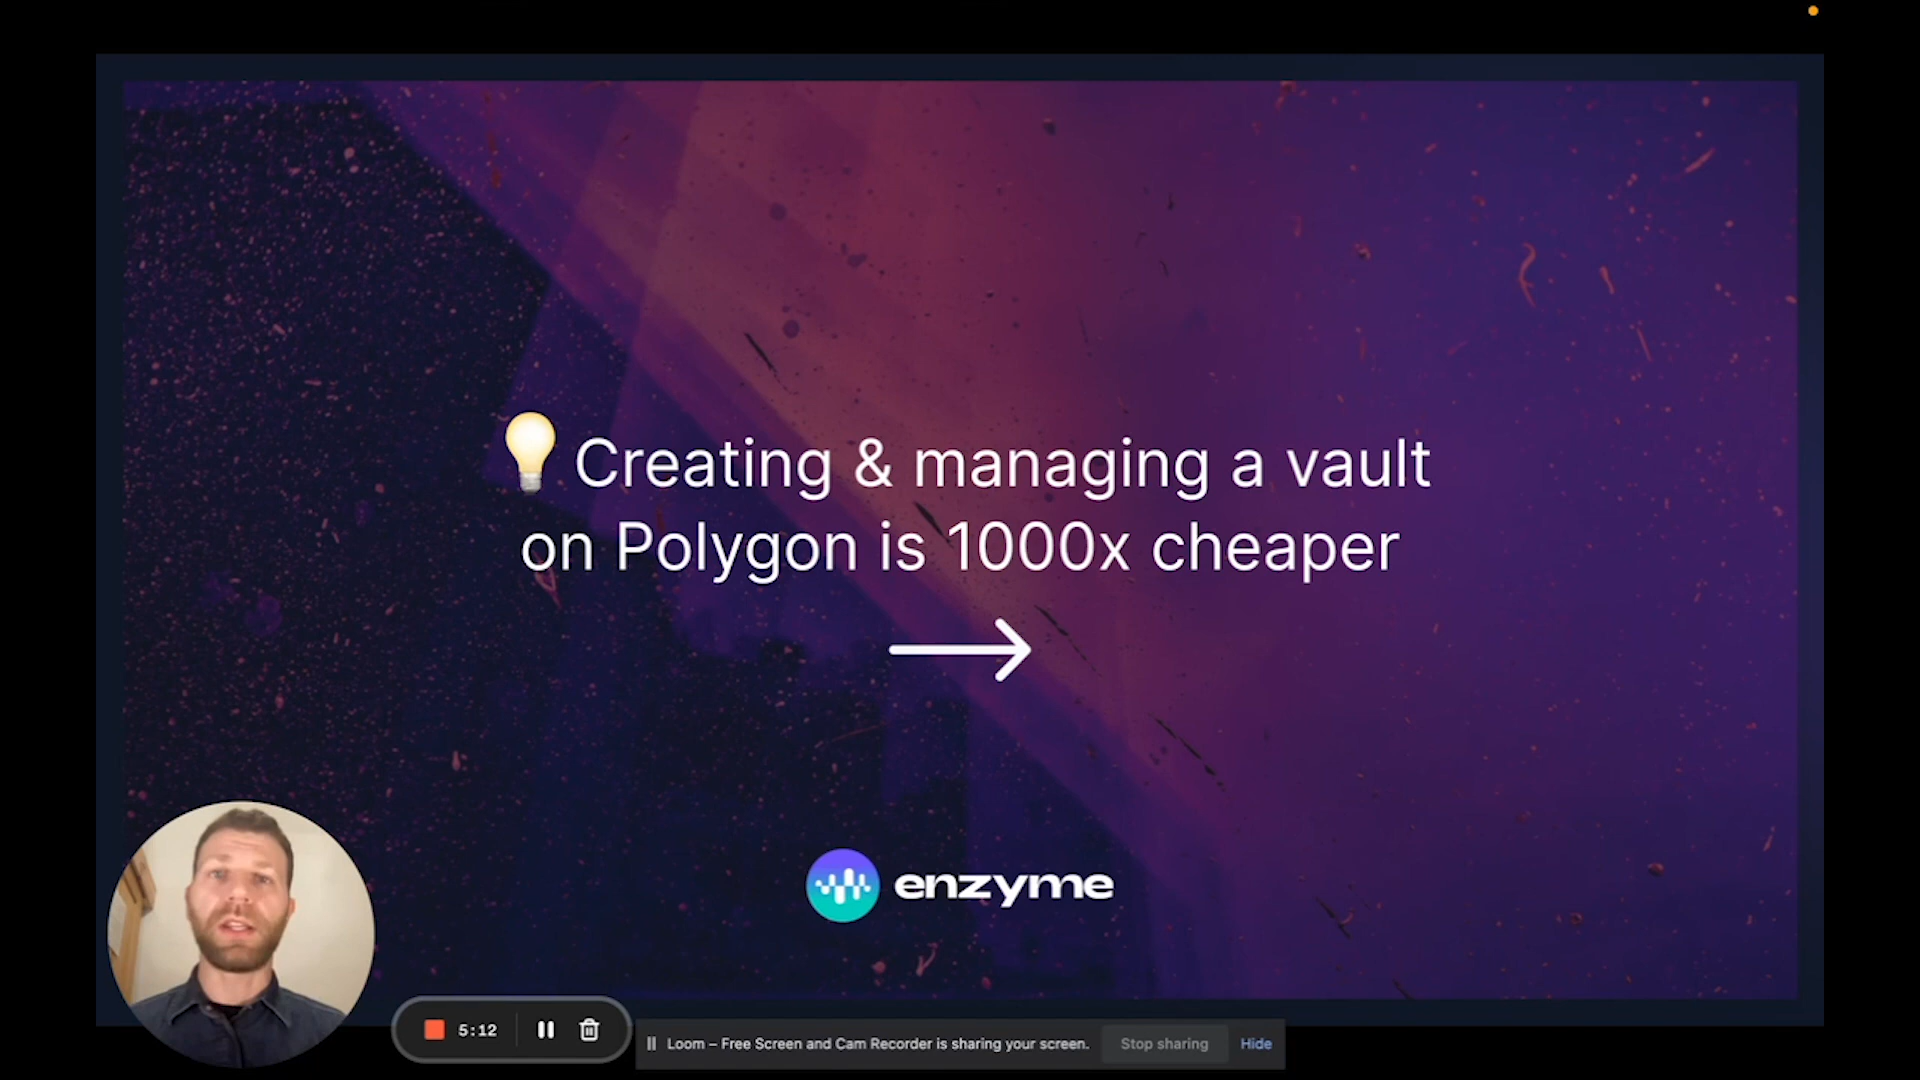 Creating & managing a vault
on Polygon is 1000x cheaper
enzyme
5:12
Loom – Free Screen and Cam Recorder is sharing your screen.
Stop sharing
Hide